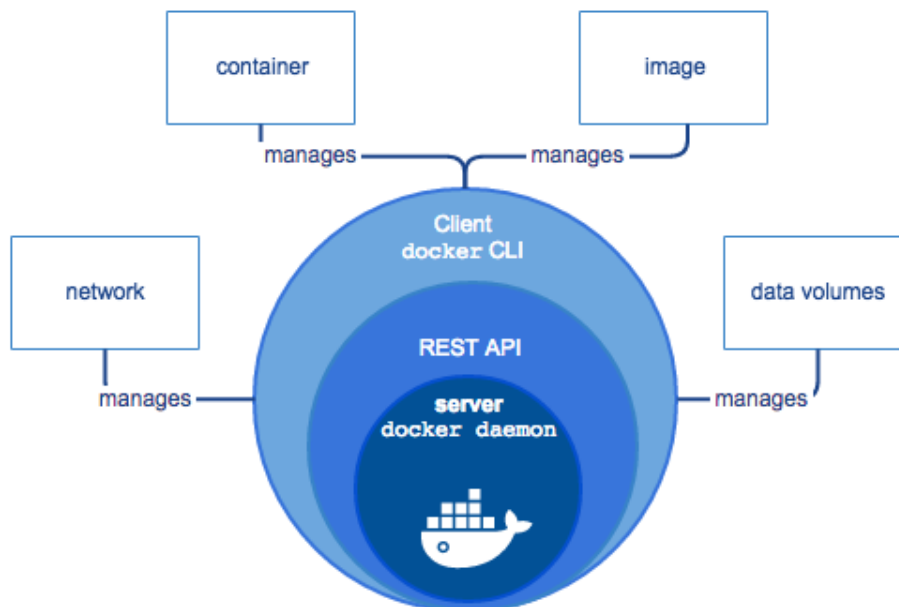 container
image
manages
manages
Client
docker CLI
network
data volumes
REST API
manages
manages
server
docker daemon